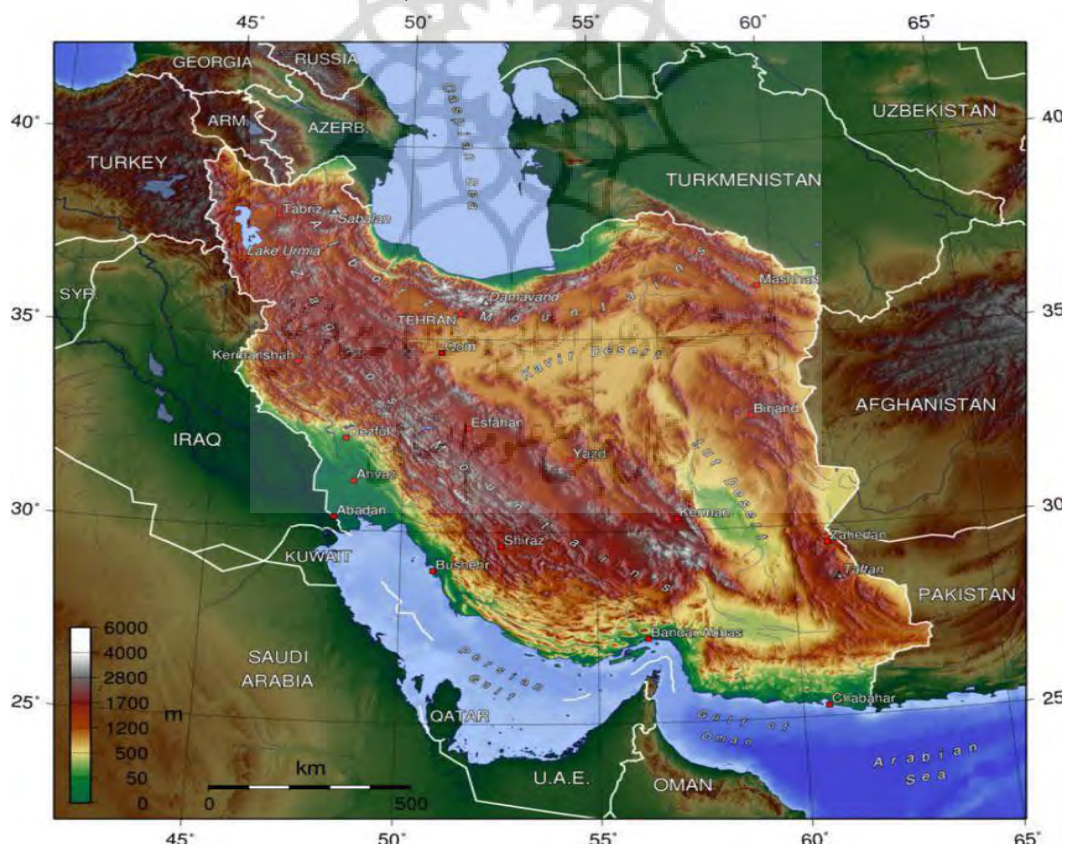 45° 50° 55° 60° 65°
GEORGIA
RUSSIA
UZBEKISTAN
40° 40
ARM.
AZERB.
Caspian Sea
TURKEY
TURKMENISTAN
Tabriz
Sabalan
Lake Urmia
Alborz Mountains
Mashhad
SYR.
Damavand
35° 35
TEHRAN
Qom
Kavir Desert
Kermanshah
Zagros Mountains
Birjand
AFGHANISTAN
IRAQ
Dezful
Esfahan
Yazd
Lut Desert
Ahvaz
30° 30
Abadan
Kerman
Zahedan
KUWAIT
Shiraz
Bushehr
Taftan
PAKISTAN
6000
4000
2800
1700
1200
500
50
0
m
Bandar Abbas
SAUDI
ARABIA
Persian
Gulf
25° 25
QATAR
Chabahar
Gulf of
Oman
Arabian
Sea
km
0 500
U.A.E.
OMAN
45° 50° 55° 60° 65°